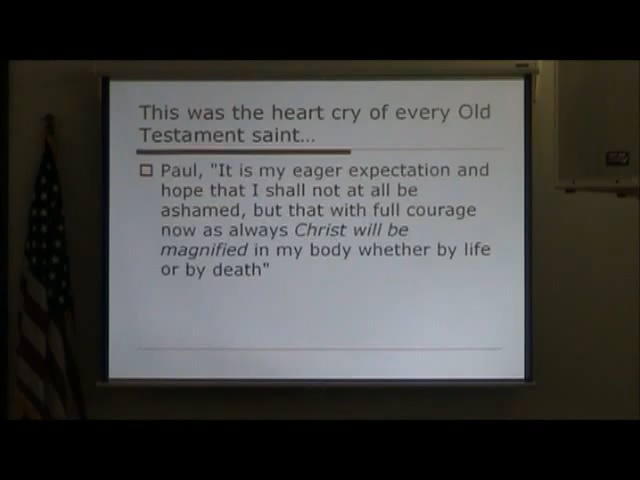 This was the heart cry of every Old
Testament saint...
Paul, "It is my eager expectation and
hope that I shall not at all be
ashamed, but that with full courage
now as always Christ will be
magnified in my body whether by life
or by death"